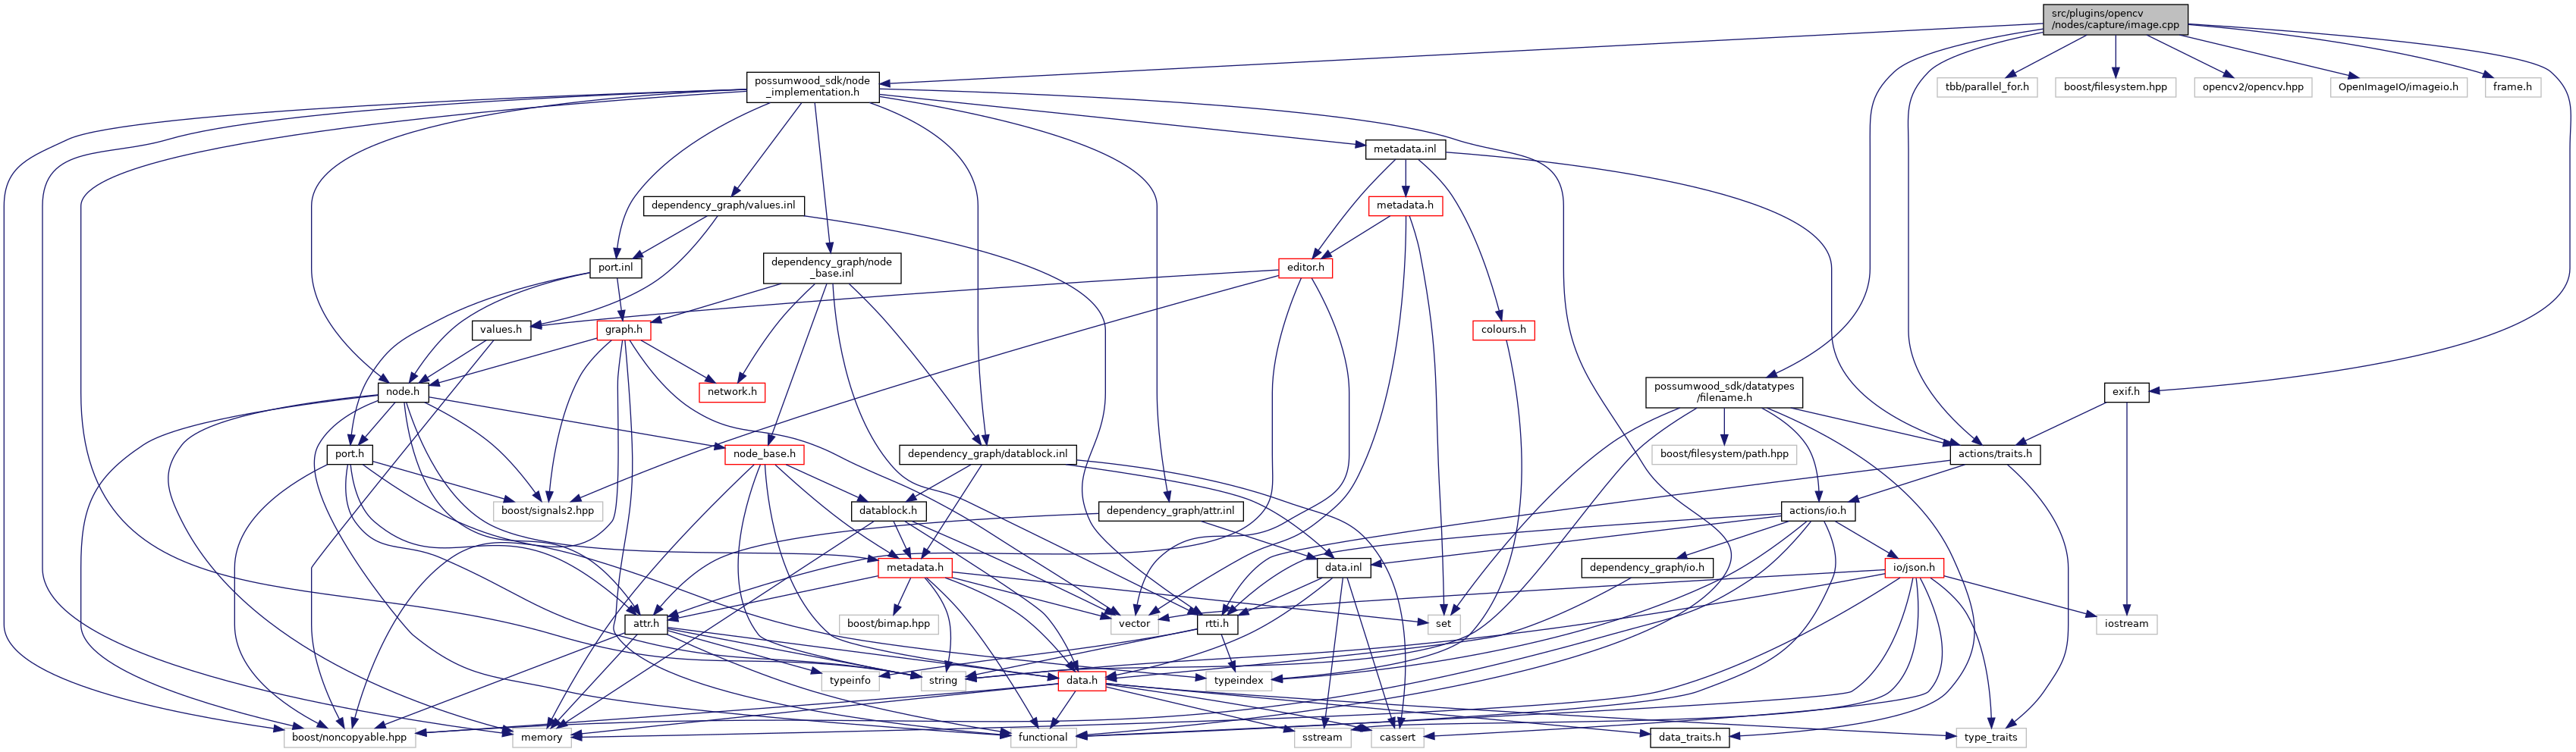 src/plugins/opencv
/nodes/capture/image.cpp
possumwood_sdk/node
_implementation.h
tbb/parallel_for.h
boost/filesystem.hpp
opencv2/opencv.hpp
OpenImageIO/imageio.h
frame.h
metadata.inl
dependency_graph/values.inl
metadata.h
port.inl
dependency_graph/node
_base.inl
editor.h
values.h
graph.h
colours.h
node.h
network.h
possumwood_sdk/datatypes
/filename.h
exif.h
port.h
node_base.h
dependency_graph/datablock.inl
boost/filesystem/path.hpp
actions/traits.h
boost/signals2.hpp
datablock.h
dependency_graph/attr.inl
actions/io.h
metadata.h
data.inl
dependency_graph/io.h
io/json.h
attr.h
boost/bimap.hpp
vector
rtti.h
set
iostream
typeinfo
string
data.h
typeindex
boost/noncopyable.hpp
memory
functional
sstream
cassert
data_traits.h
type_traits